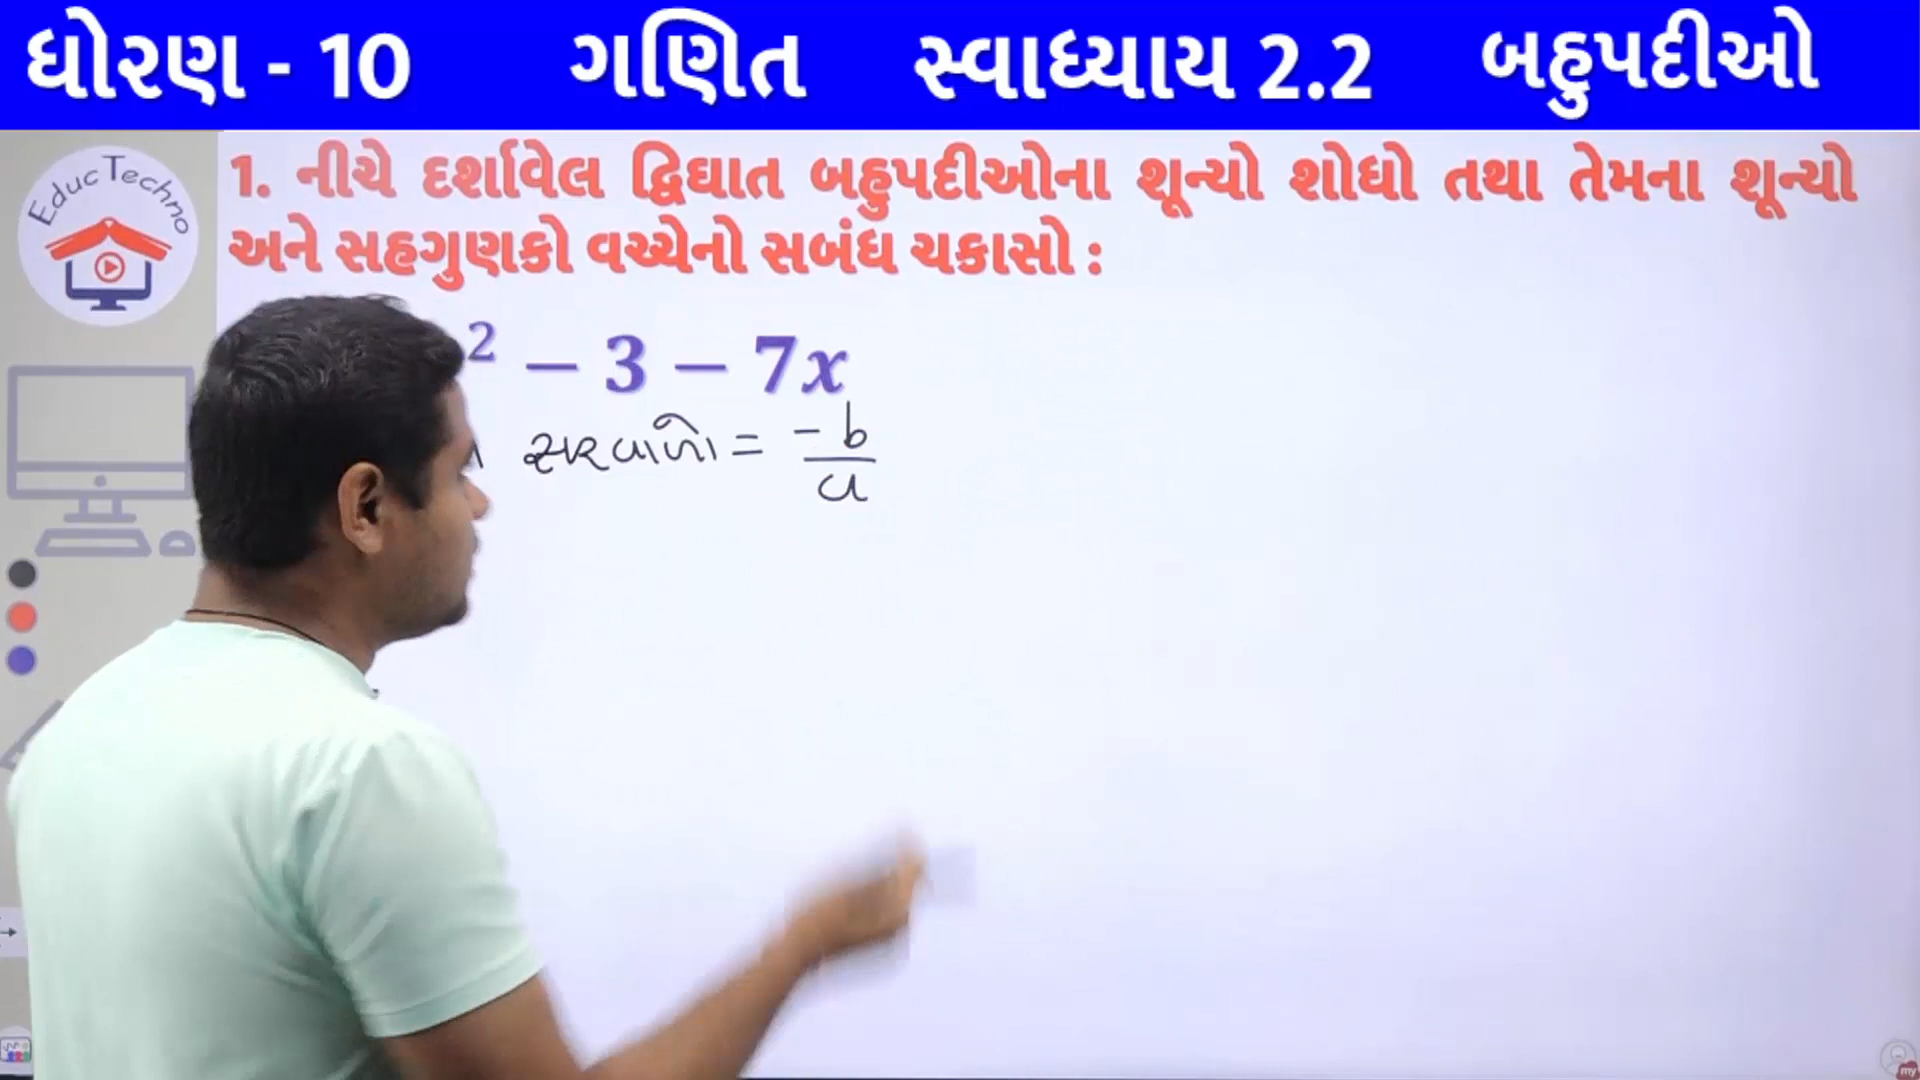 ધોરણ - 10 ગણિત સ્વાધ્યાય 2.2 બહુપદીઓ
EducTechno
1. નીચે દર્શાવેલ દ્વિઘાત બહુપદીઓના શૂન્યો શોધો તથા તેમના શૂન્યો
અને સહગુણકો વચ્ચેનો સબંધ ચકાસો :
2 − 3 − 7x
સરવાળો = -b
a
my